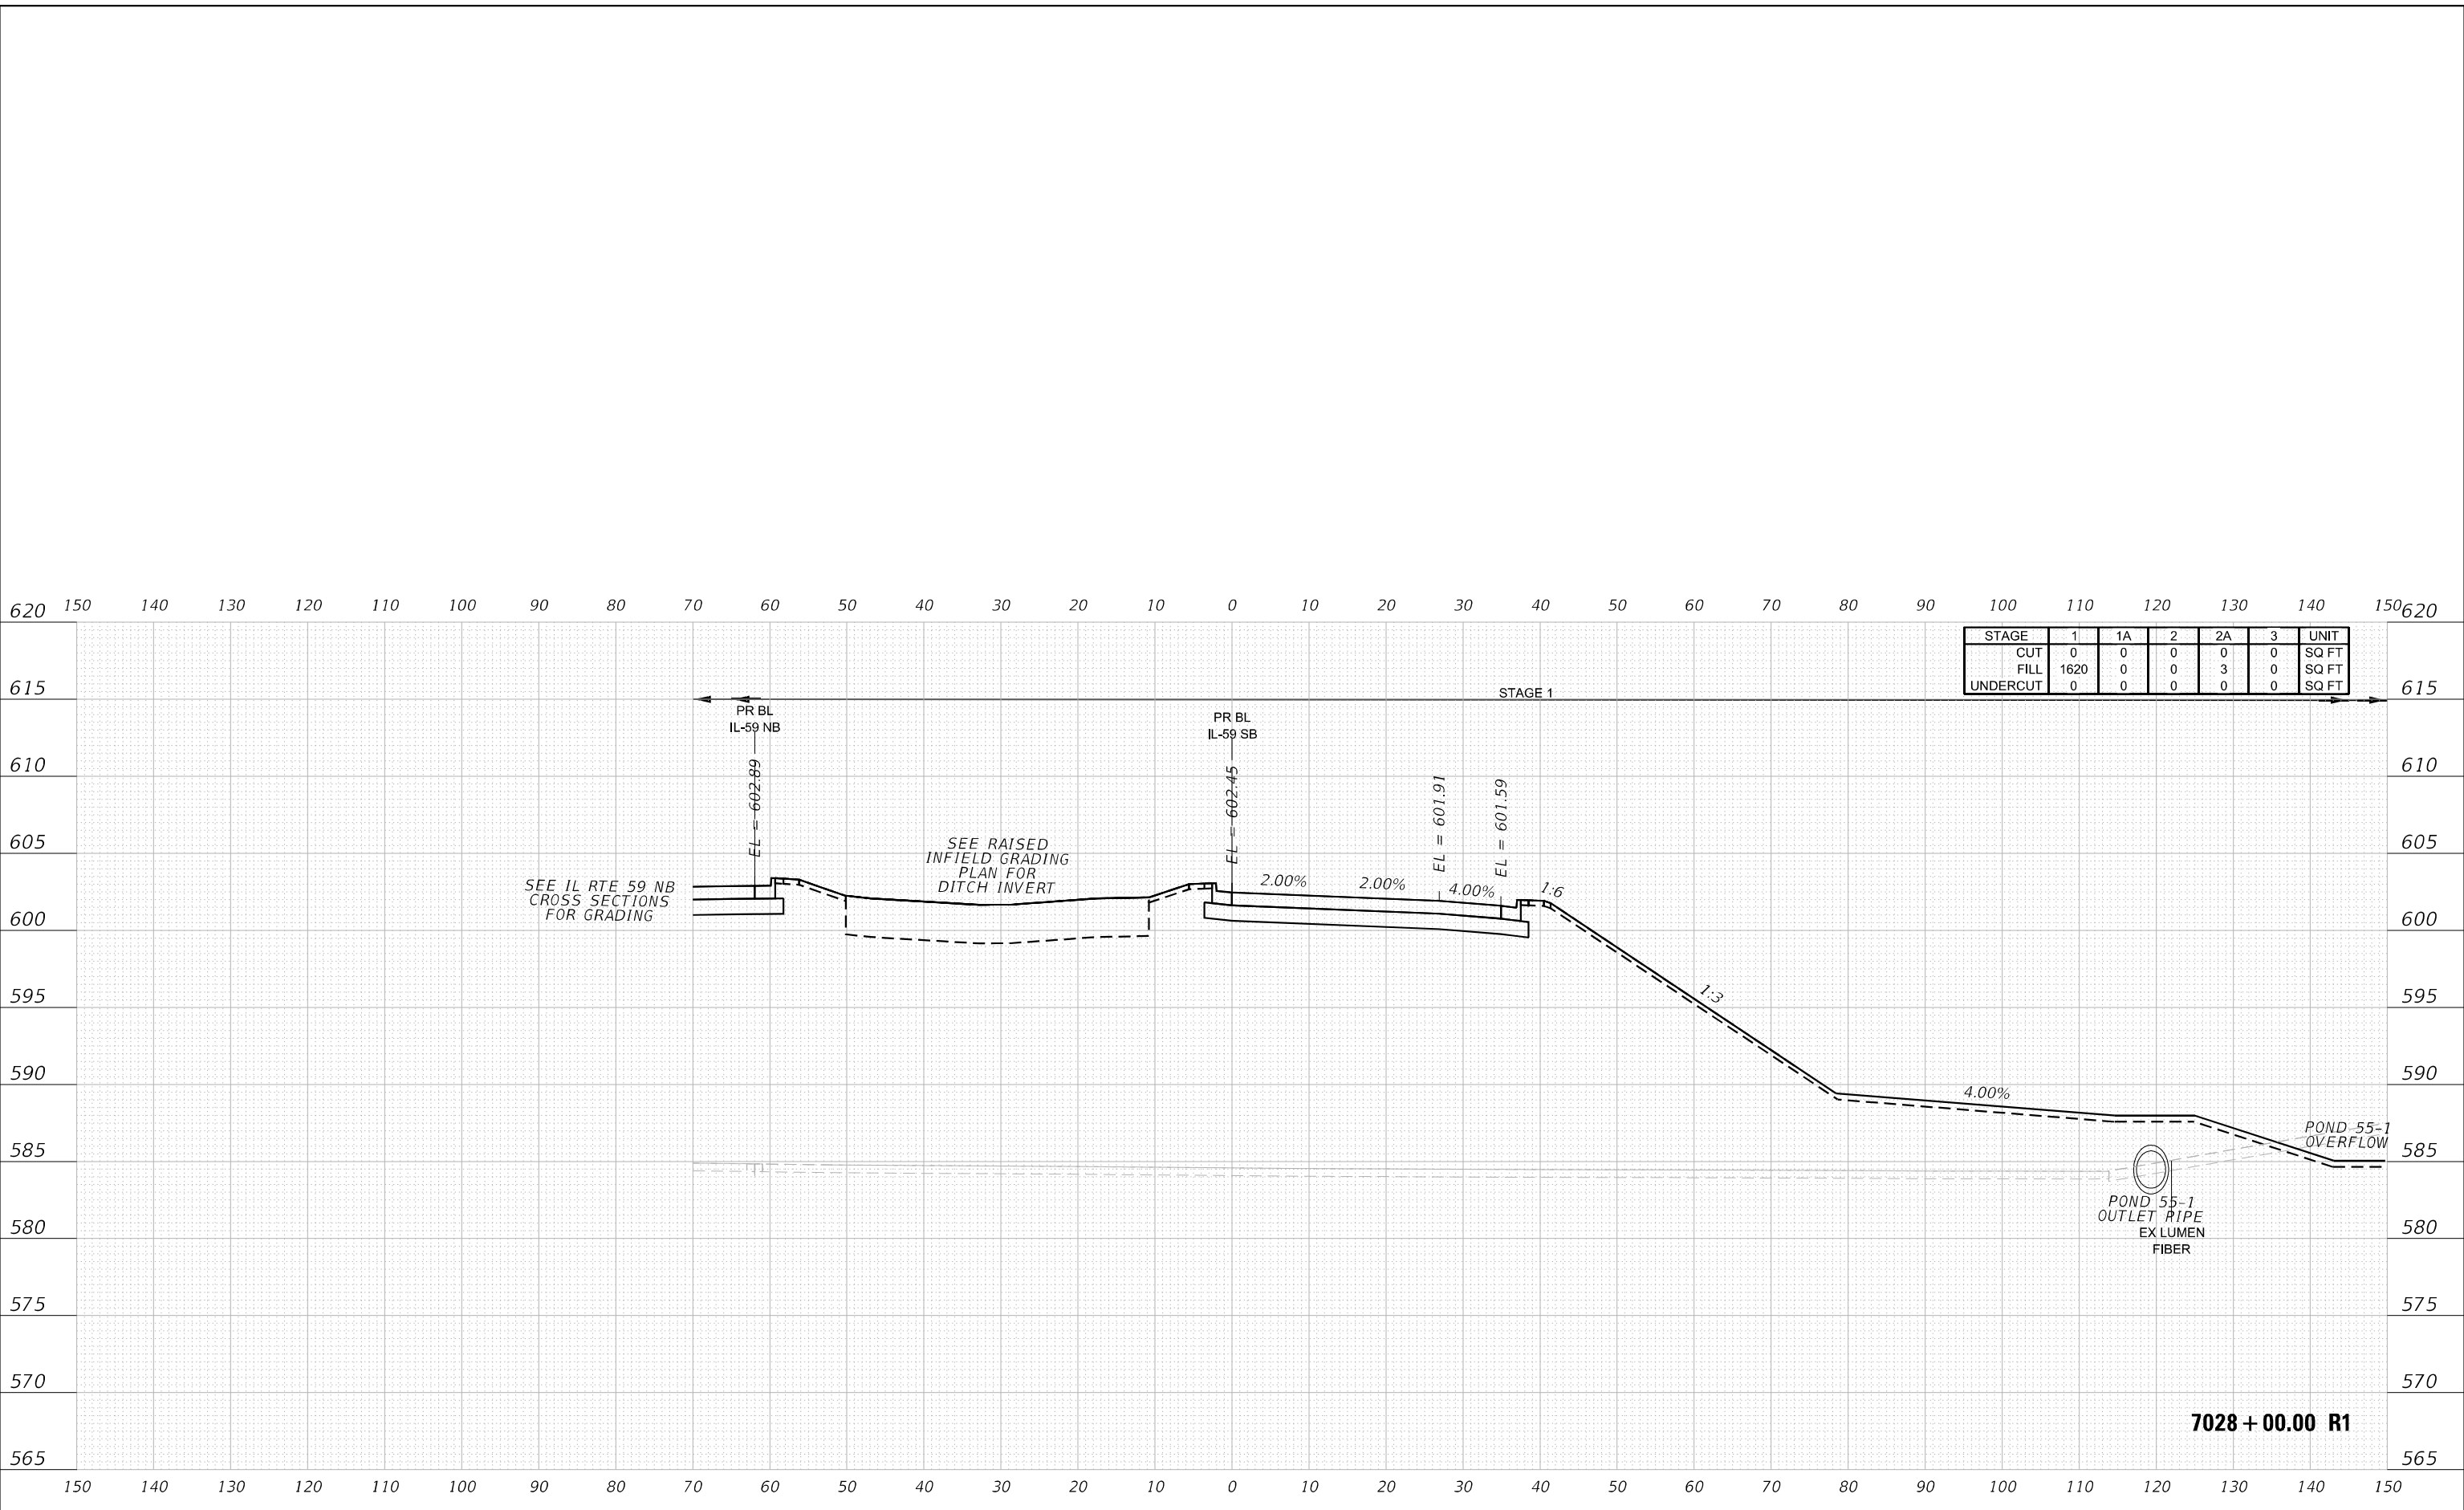 620 150 140 130 120 110 100 90 80 70 60 50 40 30 20 10 0 10 20 30 40 50 60 70 80 90 100 110 120 130 140 150 620
STAGE 1 1A 2 2A 3 UNIT
CUT 0 0 0 0 0 SQ FT
FILL 1620 0 0 3 0 SQ FT
UNDERCUT 0 0 0 0 0 SQ FT
615 615
STAGE 1
PR BL
IL-59 NB
PR BL
IL-59 SB
610 610
EL = 602.89
EL = 602.45
EL = 601.91
EL = 601.59
605 605
SEE RAISED
INFIELD GRADING
PLAN FOR
DITCH INVERT
SEE IL RTE 59 NB
CROSS SECTIONS
FOR GRADING
2.00% 2.00% 4.00% 1:6
600 600
1:3
595 595
590 590
4.00%
POND 55-1
OVERFLOW
585 585
POND 55-1
OUTLET PIPE
EX LUMEN
FIBER
580 580
575 575
570 570
7028+00.00 R1
565 565
150 140 130 120 110 100 90 80 70 60 50 40 30 20 10 0 10 20 30 40 50 60 70 80 90 100 110 120 130 140 150